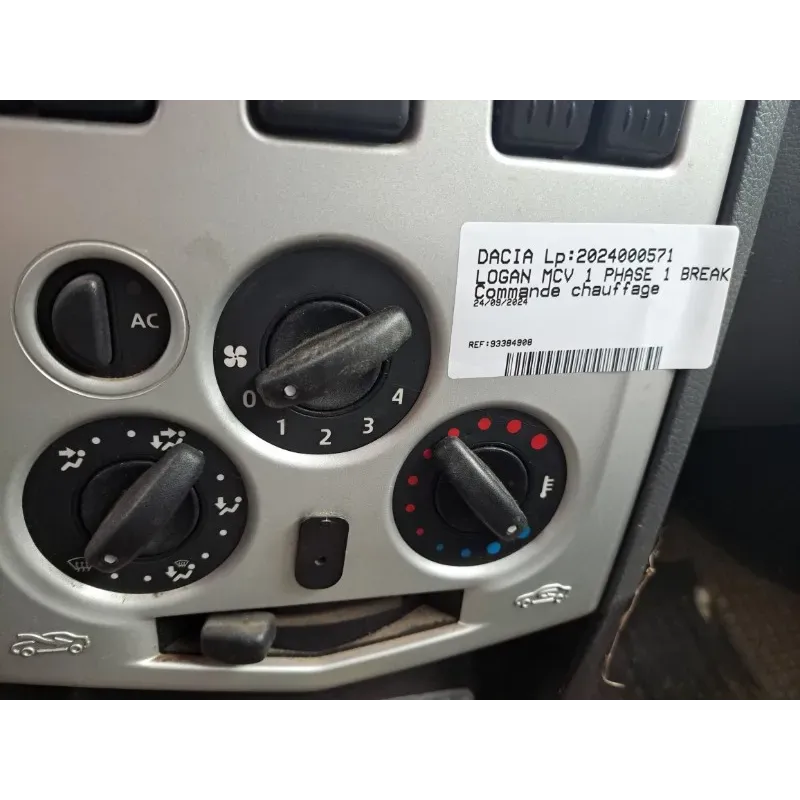 DACIA Lp:2024000571
LOGAN MCV 1 PHASE 1 BREAK
Commande chauffage
24/09/2024
REF:93384908
AC
0 1 2 3 4